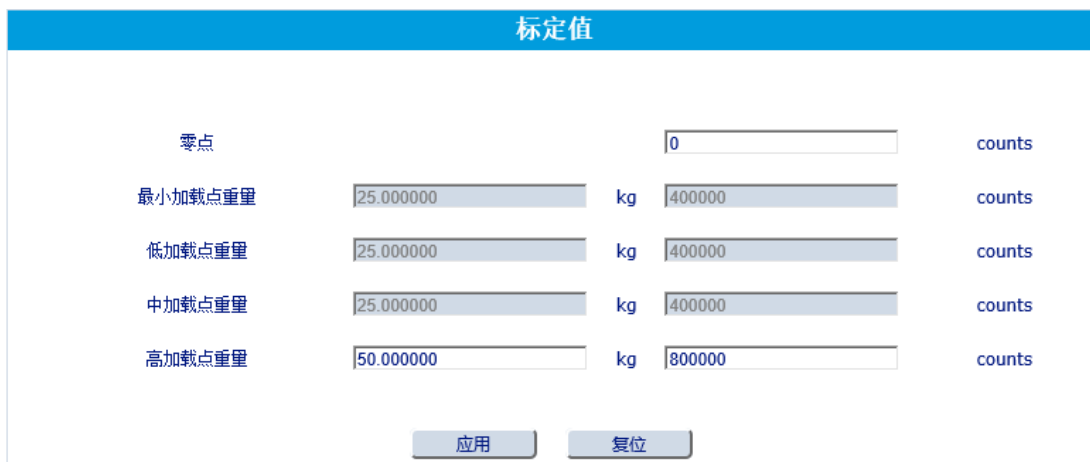 标定值
零点 0 counts
最小加载点重量 25.000000 kg 400000 counts
低加载点重量 25.000000 kg 400000 counts
中加载点重量 25.000000 kg 400000 counts
高加载点重量 50.000000 kg 800000 counts
应用 复位